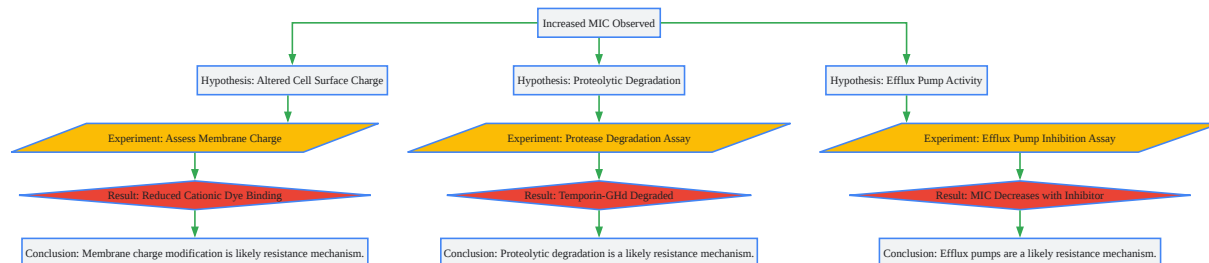 Increased MIC Observed
Hypothesis: Altered Cell Surface Charge
Hypothesis: Proteolytic Degradation
Hypothesis: Efflux Pump Activity
Experiment: Assess Membrane Charge
Experiment: Protease Degradation Assay
Experiment: Efflux Pump Inhibition Assay
Result: Reduced Cationic Dye Binding
Result: Temporin-GHd Degraded
Result: MIC Decreases with Inhibitor
Conclusion: Membrane charge modification is likely resistance mechanism.
Conclusion: Proteolytic degradation is a likely resistance mechanism.
Conclusion: Efflux pumps are a likely resistance mechanism.